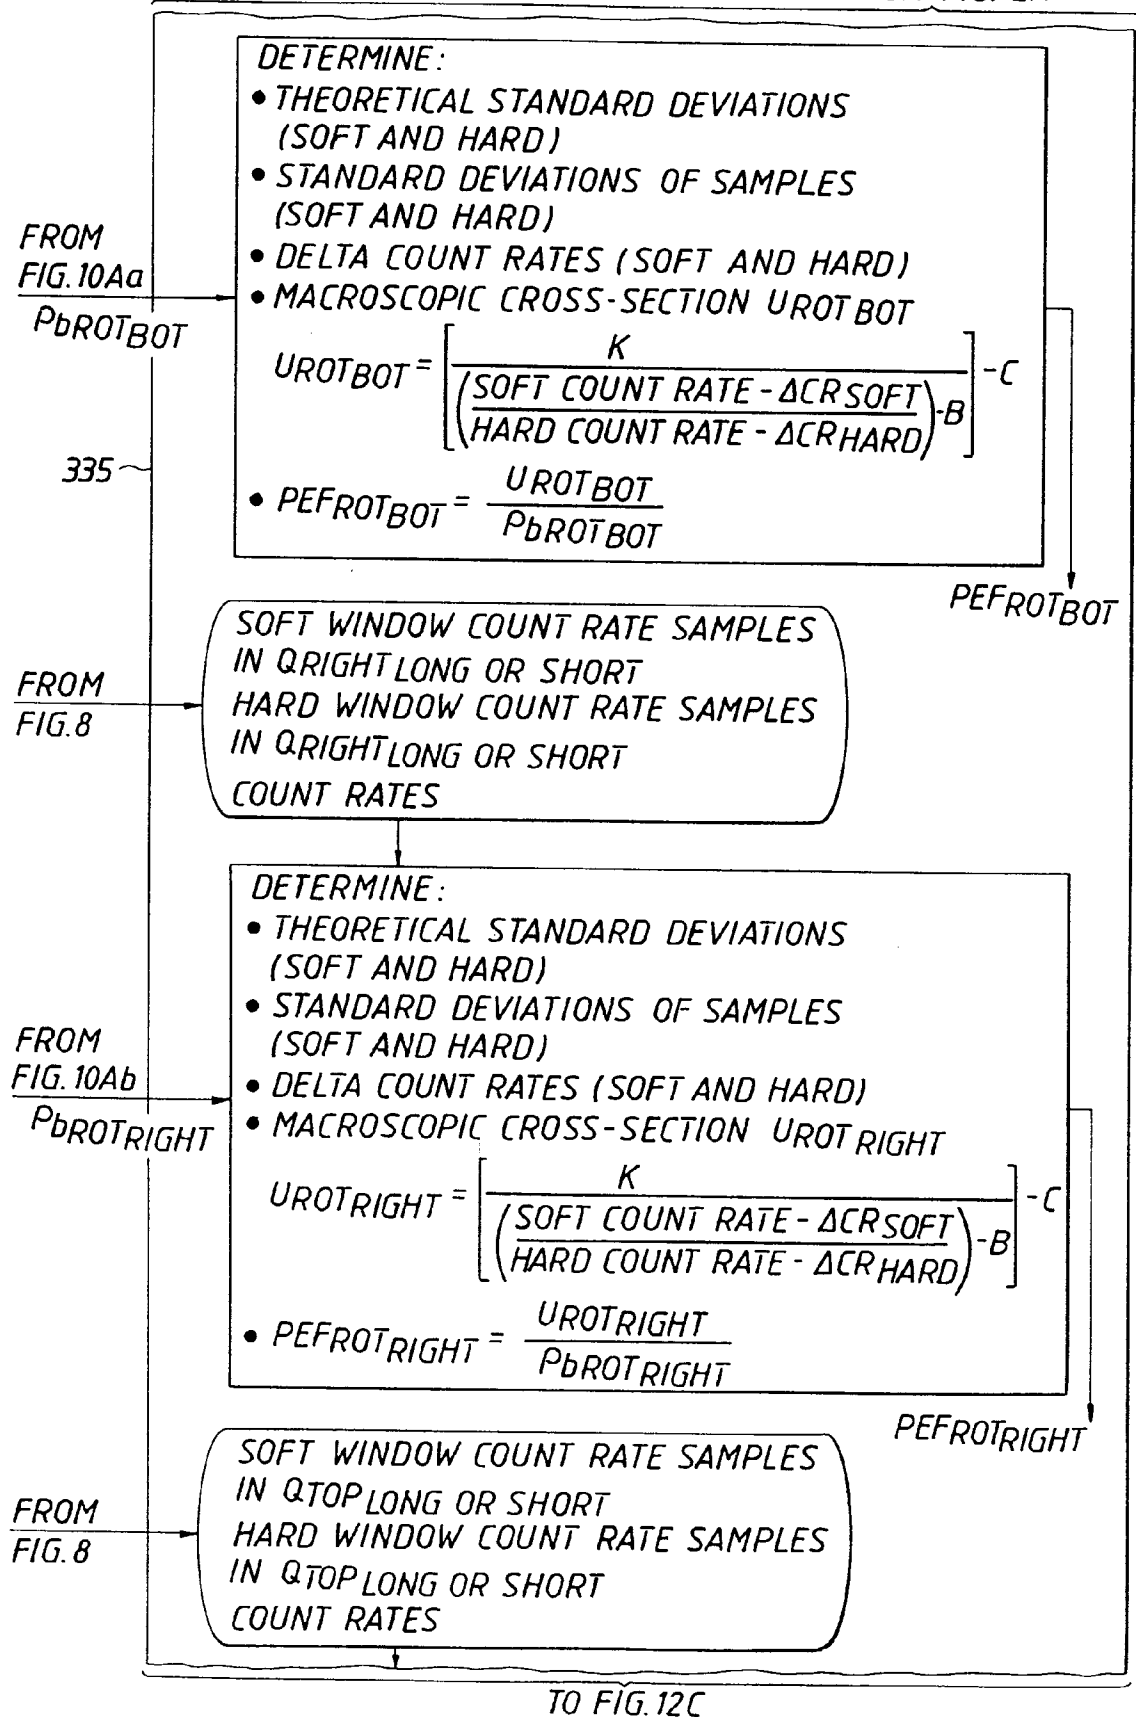 DETERMINE:
• THEORETICAL STANDARD DEVIATIONS
(SOFT AND HARD)
• STANDARD DEVIATIONS OF SAMPLES
(SOFT AND HARD)
FROM
FIG. 10Aa
PbROTBOT
• DELTA COUNT RATES (SOFT AND HARD)
• MACROSCOPIC CROSS-SECTION UROTBOT
UROTBOT = [K / ((SOFT COUNT RATE - ΔCRSOFT / HARD COUNT RATE - ΔCRHARD) -B)] -C
335
• PEFROTBOT = UROTBOT / PbROTBOT
PEFROTBOT
SOFT WINDOW COUNT RATE SAMPLES
IN QRIGHTLONG OR SHORT
FROM
FIG. 8
HARD WINDOW COUNT RATE SAMPLES
IN QRIGHTLONG OR SHORT
COUNT RATES
DETERMINE:
• THEORETICAL STANDARD DEVIATIONS
(SOFT AND HARD)
• STANDARD DEVIATIONS OF SAMPLES
(SOFT AND HARD)
FROM
FIG. 10Ab
PbROTRIGHT
• DELTA COUNT RATES (SOFT AND HARD)
• MACROSCOPIC CROSS-SECTION UROTRIGHT
UROTRIGHT = [K / ((SOFT COUNT RATE - ΔCRSOFT / HARD COUNT RATE - ΔCRHARD) -B)] -C
• PEFROTRIGHT = UROTRIGHT / PbROTRIGHT
PEFROTRIGHT
SOFT WINDOW COUNT RATE SAMPLES
IN QTOPLONG OR SHORT
FROM
FIG. 8
HARD WINDOW COUNT RATE SAMPLES
IN QTOPLONG OR SHORT
COUNT RATES
TO FIG. 12C